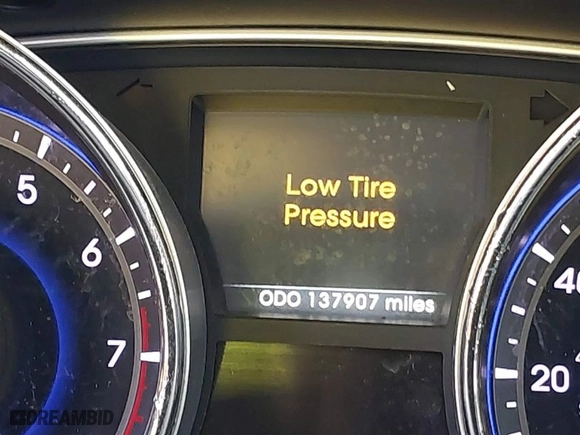 Low Tire
Pressure
ODO 137907 miles
5
6
7
40
20
DREAMBID